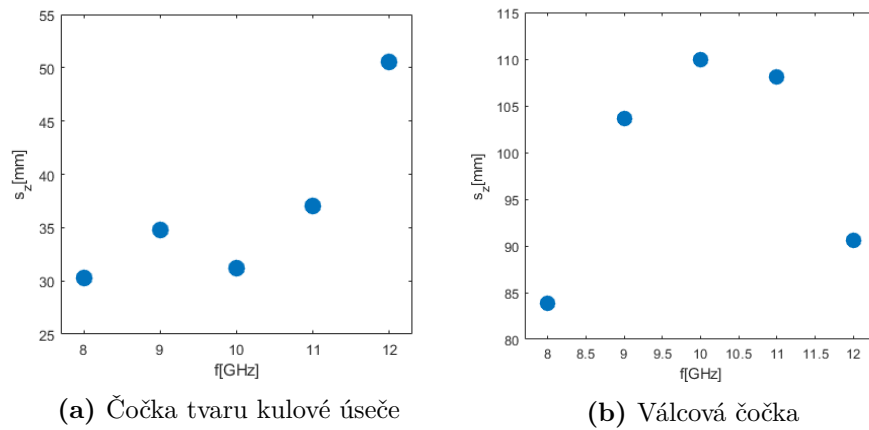 55
50
45
40
35
30
25
s_z[mm]
8 9 10 11 12
f[GHz]
(a) Čočka tvaru kulové úseče
115
110
105
100
95
90
85
80
s_z[mm]
8 8.5 9 9.5 10 10.5 11 11.5 12
f[GHz]
(b) Válcová čočka